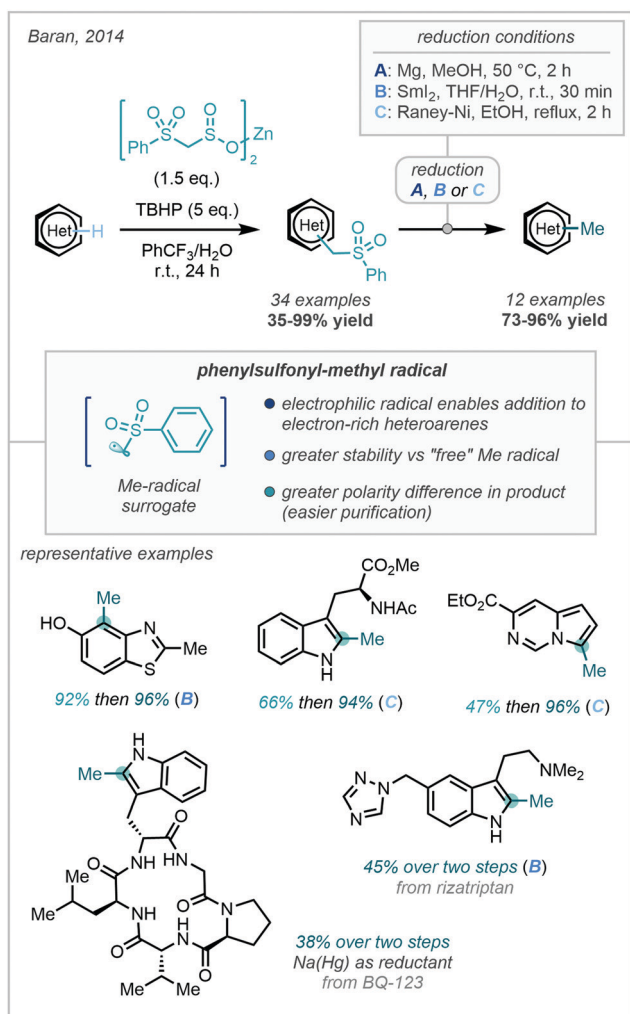 Baran, 2014
reduction conditions
A: Mg, MeOH, 50 °C, 2 h
B: SmI2, THF/H2O, r.t., 30 min
C: Raney-Ni, EtOH, reflux, 2 h
O O O
Ph S S O 2 Zn
(1.5 eq.)
TBHP (5 eq.)
PhCF3/H2O
r.t., 24 h
reduction
A, B or C
Het H
Het O O S Ph
Het Me
34 examples
35-99% yield
12 examples
73-96% yield
phenylsulfonyl-methyl radical
O O S
Me-radical
surrogate
electrophilic radical enables addition to
electron-rich heteroarenes
greater stability vs "free" Me radical
greater polarity difference in product
(easier purification)
representative examples
Me HO N S Me
92% then 96% (B)
CO2Me NHAc Me N H
66% then 94% (C)
EtO2C N N Me
47% then 96% (C)
H N Me
O NH HN O
Me Me O NH O N
O H N O
Me Me
38% over two steps
Na(Hg) as reductant
from BQ-123
N N N NMe2 Me N H
45% over two steps (B)
from rizatriptan